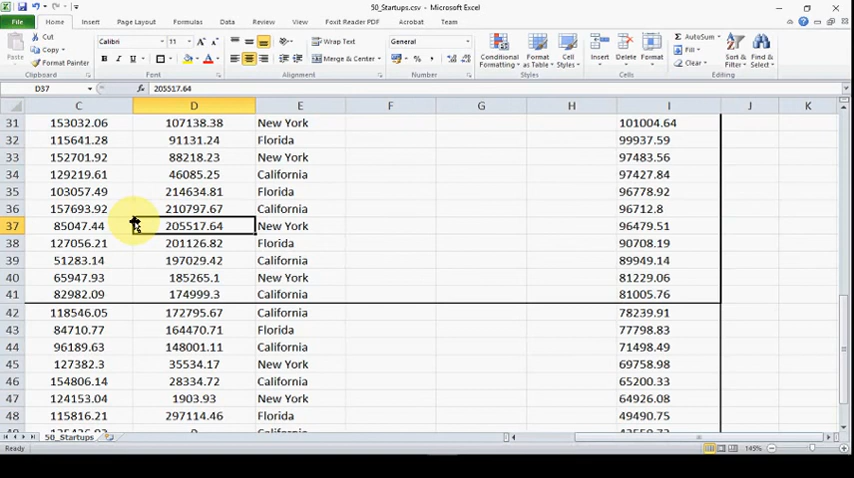 50_Startups.csv - Microsoft Excel
File Home Insert Page Layout Formulas Data Review View Foxit Reader PDF Acrobat Team
Cut
Copy
Format Painter
Paste
Clipboard
Calibri 11
B I U
Font
Wrap Text
Merge & Center
Alignment
General
Number
Conditional Formatting
Format as Table
Cell Styles
Styles
Insert Delete Format
Cells
AutoSum
Fill
Clear
Sort & Filter
Find & Select
Editing
D37 fx 205517.64
C D E F G H I J K
31 153032.06 107138.38 New York 101004.64
32 115641.28 91131.24 Florida 99937.59
33 152701.92 88218.23 New York 97483.56
34 129219.61 46085.25 California 97427.84
35 103057.49 214634.81 Florida 96778.92
36 157693.92 210797.67 California 96712.8
37 85047.44 205517.64 New York 96479.51
38 127056.21 201126.82 Florida 90708.19
39 51283.14 197029.42 California 89949.14
40 65947.93 185265.1 New York 81229.06
41 82982.09 174999.3 California 81005.76
42 118546.05 172795.67 California 78239.91
43 84710.77 164470.71 Florida 77798.83
44 96189.63 148001.11 California 71498.49
45 127382.3 35534.17 New York 69758.98
46 154806.14 28334.72 California 65200.33
47 124153.04 1903.93 New York 64926.08
48 115816.21 297114.46 Florida 49490.75
50_Startups
Ready 145%